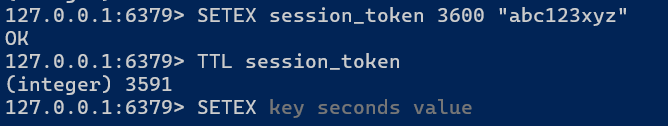 127.0.0.1:6379> SETEX session_token 3600 "abc123xyz"
OK
127.0.0.1:6379> TTL session_token
(integer) 3591
127.0.0.1:6379> SETEX key seconds value